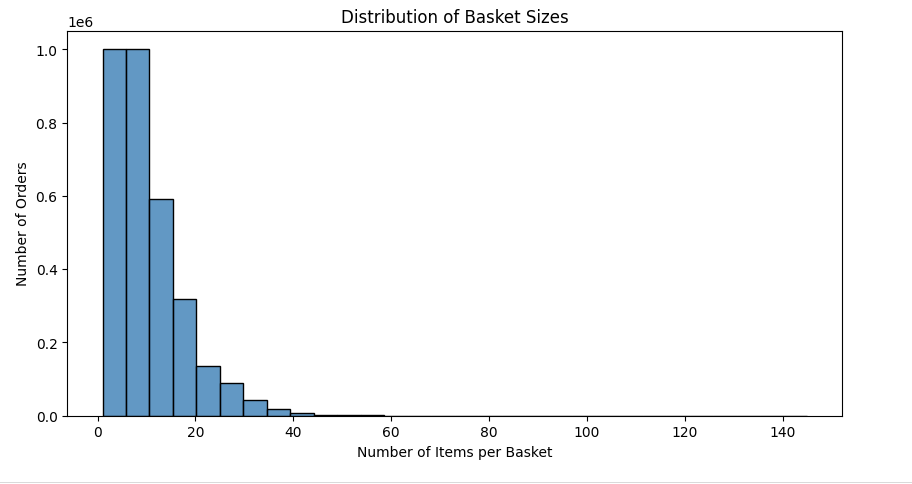 Distribution of Basket Sizes
1e6
1.0
0.8
0.6
0.4
0.2
0.0
Number of Orders
0 20 40 60 80 100 120 140
Number of Items per Basket